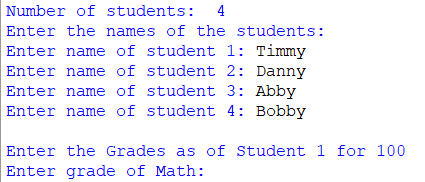 Number of students:  4
Enter the names of the students:
Enter name of student 1: Timmy
Enter name of student 2: Danny
Enter name of student 3: Abby
Enter name of student 4: Bobby
Enter the Grades as of Student 1 for 100
Enter grade of Math: